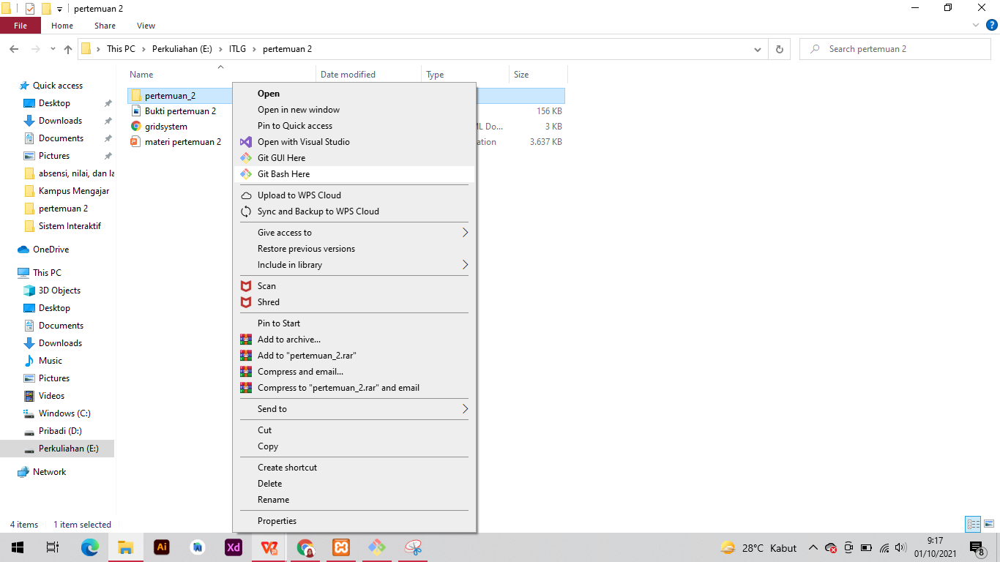 pertemuan 2
File Home Share View
This PC Perkuliahan (E:) ITLG pertemuan 2
Search pertemuan 2
Name Date modified Type Size
Quick access
Desktop
Downloads
Documents
Pictures
absensi, nilai, dan la
Kampus Mengajar
pertemuan 2
Sistem Interaktif
OneDrive
This PC
3D Objects
Desktop
Documents
Downloads
Music
Pictures
Videos
Windows (C:)
Pribadi (D:)
Perkuliahan (E:)
Network
pertemuan_2
Bukti pertemuan 2 156 KB
gridsystem ML Do... 3 KB
materi pertemuan 2 ation 3.637 KB
Open
Open in new window
Pin to Quick access
Open with Visual Studio
Git GUI Here
Git Bash Here
Upload to WPS Cloud
Sync and Backup to WPS Cloud
Give access to
Restore previous versions
Include in library
Scan
Shred
Pin to Start
Add to archive...
Add to "pertemuan_2.rar"
Compress and email...
Compress to "pertemuan_2.rar" and email
Send to
Cut
Copy
Create shortcut
Delete
Rename
Properties
4 items 1 item selected
Ai
Xd
28°C Kabut
9:17
01/10/2021
8